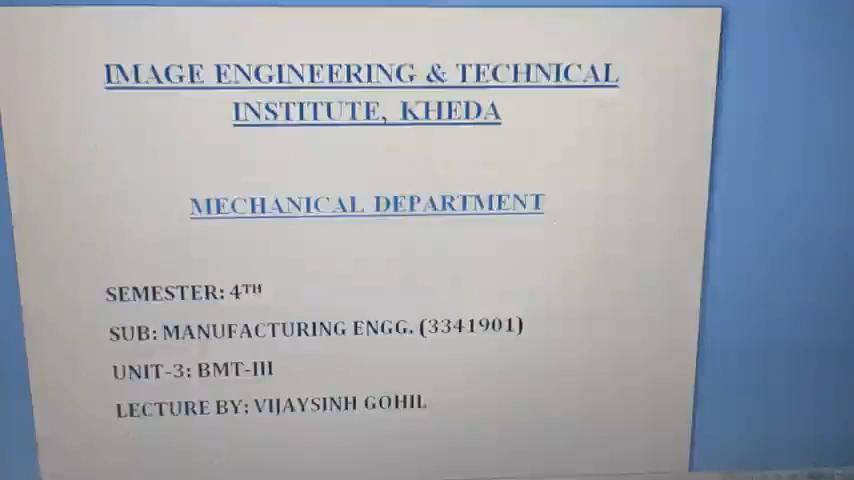 IMAGE ENGINEERING & TECHNICAL
INSTITUTE, KHEDA
MECHANICAL DEPARTMENT
SEMESTER: 4TH
SUB: MANUFACTURING ENGG. (3341901)
UNIT-3: BMT-III
LECTURE BY: VIJAYSINH GOHIL